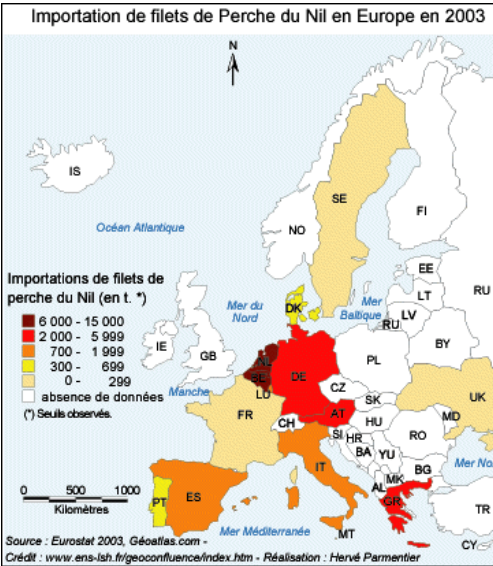 Importation de filets de Perche du Nil en Europe en 2003
N
IS
SE
FI
NO
Océan Atlantique
EE
RU
LT
LV
RU
Mer
Baltique
DK
Mer du
Nord
Importations de filets de
perche du Nil (en t. *)
6 000 - 15 000
2 000 - 5 999
700 - 1 999
300 - 699
0 - 299
absence de données
(*) Seuils observés.
IE
GB
BY
PL
NL
BE
DE
LU
CZ
UK
Manche
SK
FR
CH
AT
HU
MD
SI
HR
RO
BA
YU
IT
BG
Mer No
MK
AL
PT
ES
GR
TR
0 500 1000
Kilomètres
Mer Méditerranée
MT
CY
Source : Eurostat 2003, Géoatlas.com -
Crédit : www.ens-lsh.fr/geoconfluence/index.htm - Réalisation : Hervé Parmentier